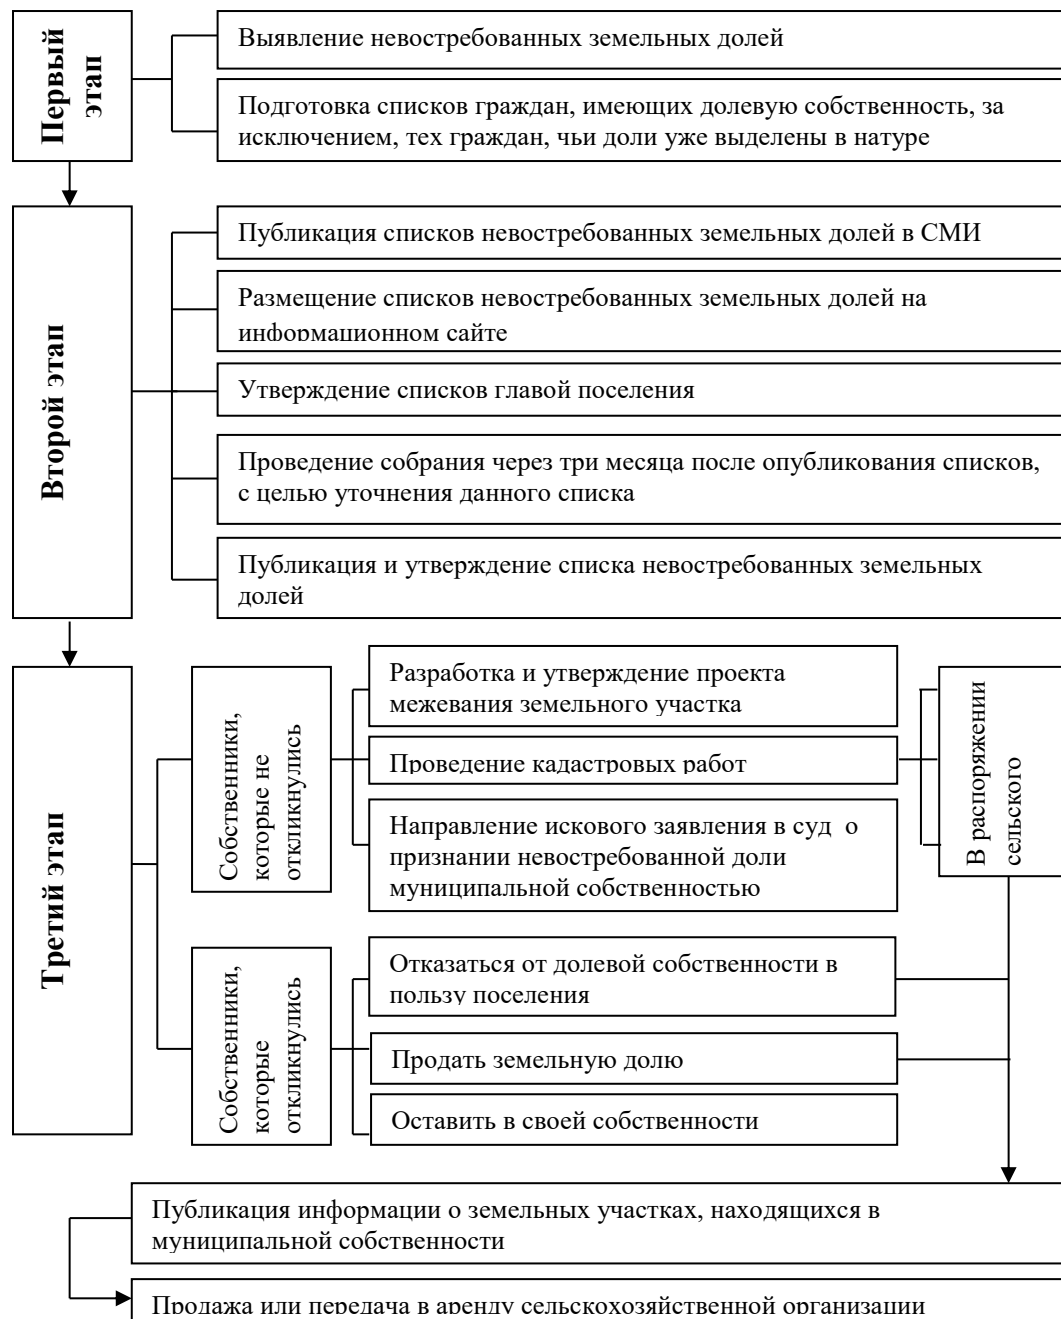 Первый
этап
Выявление невостребованных земельных долей
Подготовка списков граждан, имеющих долевую собственность, за
исключением, тех граждан, чьи доли уже выделены в натуре
Второй этап
Публикация списков невостребованных земельных долей в СМИ
Размещение списков невостребованных земельных долей на
информационном сайте
Утверждение списков главой поселения
Проведение собрания через три месяца после опубликования списков,
с целью уточнения данного списка
Публикация и утверждение списка невостребованных земельных
долей
Третий этап
Собственники,
которые не
откликнулись
Разработка и утверждение проекта
межевания земельного участка
Проведение кадастровых работ
Направление искового заявления в суд о
признании невостребованной доли
муниципальной собственностью
В распоряжении
сельского
Собственники,
которые
откликнулись
Отказаться от долевой собственности в
пользу поселения
Продать земельную долю
Оставить в своей собственности
Публикация информации о земельных участках, находящихся в
муниципальной собственности
Продажа или передача в аренду сельскохозяйственной организации